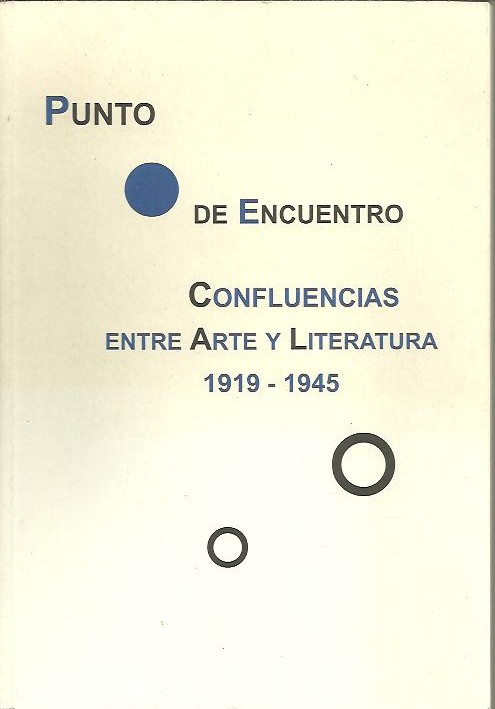 PUNTO
DE ENCUENTRO
CONFLUENCIAS
ENTRE ARTE Y LITERATURA
1919 - 1945